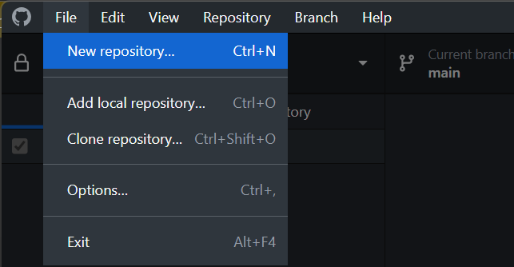 File Edit View Repository Branch Help
New repository... Ctrl+N
Current branch
main
Add local repository... Ctrl+O
tory
Clone repository... Ctrl+Shift+O
Options... Ctrl+,
Exit Alt+F4